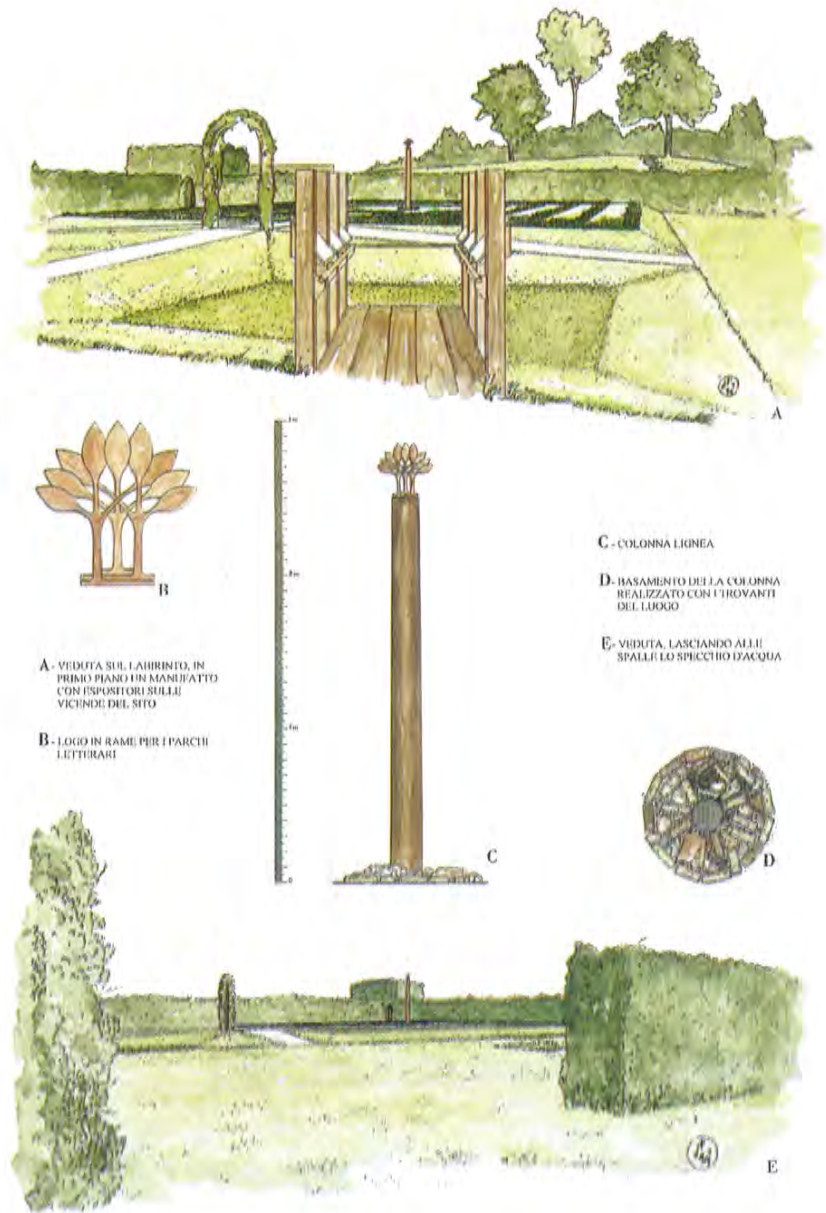 A
B
A - VEDUTA SUL LABIRINTO, IN
PRIMO PIANO UN MANUFATTO
CON ESPOSITORI SULLE
VICENDE DEL SITO
B - LOGO IN RAME PER I PARCHI
LETTERARI
0
C
C - COLONNA LIGNEA
D - BASAMENTO DELLA COLONNA
REALIZZATO CON I TROVANTI
DEL LUOGO
E - VEDUTA, LASCIANDO ALLE
SPALLE LO SPECCHIO D'ACQUA
D
E